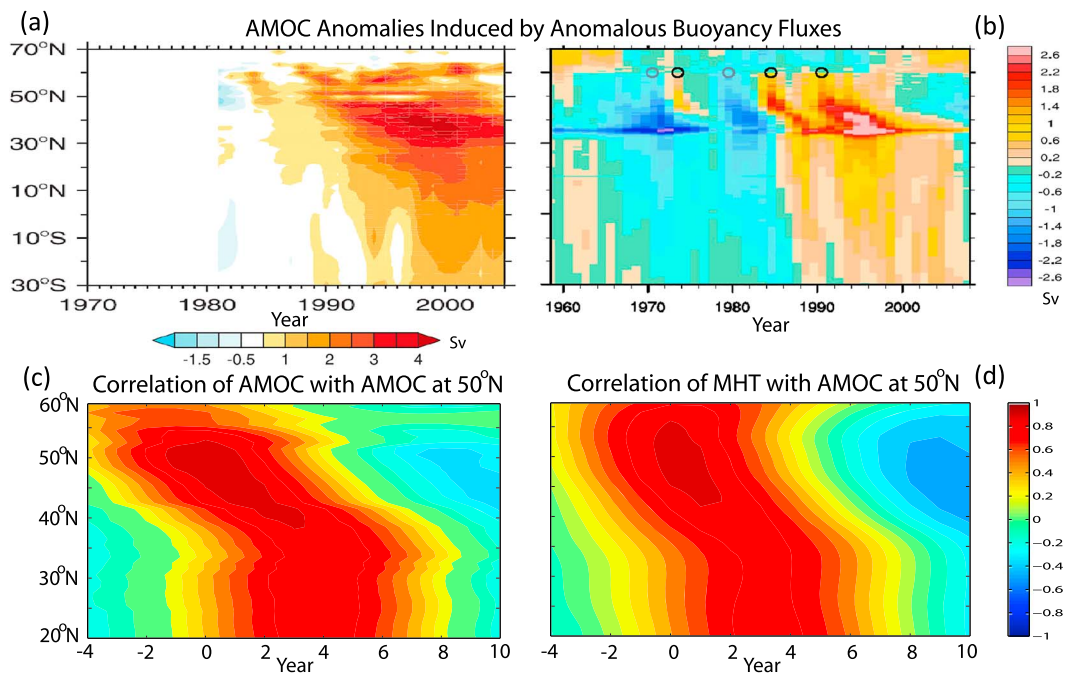 (a)
AMOC Anomalies Induced by Anomalous Buoyancy Fluxes
(b)
70°N
50°N
30°N
10°N
10°S
30°S
1970 1980 1990 2000
Year
-1.5 -0.5 1 2 3 4 Sv
1960 1970 1980 1990 2000
Year
2.6
2.2
1.8
1.4
1
0.6
0.2
-0.2
-0.6
-1
-1.4
-1.8
-2.2
-2.6
Sv
(c)
Correlation of AMOC with AMOC at 50°N
60°N
50°N
40°N
30°N
20°N
-4 -2 0 2 4 6 8 10
Year
Correlation of MHT with AMOC at 50°N
(d)
-4 -2 0 2 4 6 8 10
Year
1
0.8
0.6
0.4
0.2
0
−0.2
−0.4
−0.6
−0.8
−1